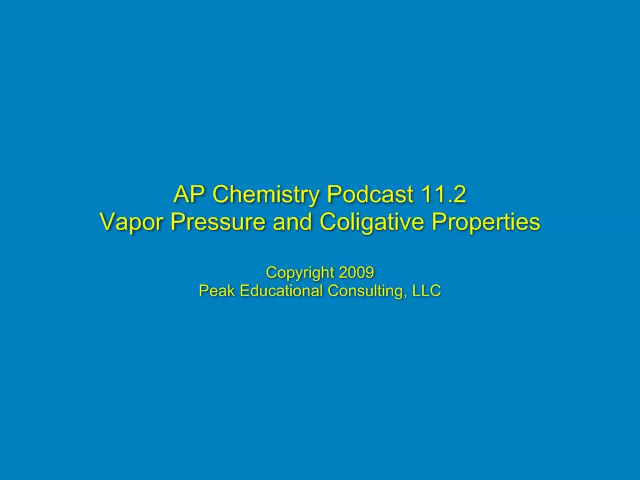 AP Chemistry Podcast 11.2
Vapor Pressure and Coligative Properties
Copyright 2009
Peak Educational Consulting, LLC